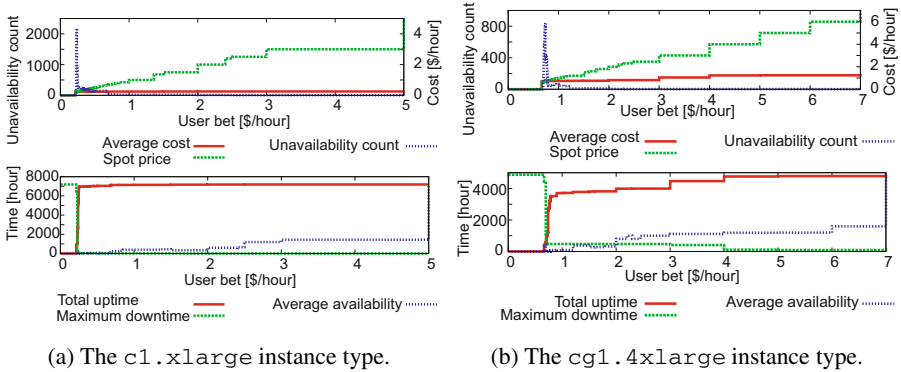 Unavailability count
2500
1500
500
0
4
2
0
Cost [$/hour]
0 1 2 3 4 5
User bet [$/hour]
Average cost
Spot price
Unavailability count
Time [hour]
8000
6000
4000
2000
0
0 1 2 3 4 5
User bet [$/hour]
Total uptime
Maximum downtime
Average availability
(a) The c1.xlarge instance type.
Unavailability count
800
400
0
6
4
2
0
Cost [$/hour]
0 1 2 3 4 5 6 7
User bet [$/hour]
Average cost
Spot price
Unavailability count
Time [hour]
4000
2000
0
0 1 2 3 4 5 6 7
User bet [$/hour]
Total uptime
Maximum downtime
Average availability
(b) The cg1.4xlarge instance type.